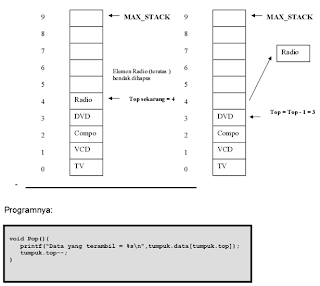 9 MAX_STACK 9 MAX_STACK
8 8
7 7 Radio
6 Elemen Radio (teratas ) 6
5 hendak dihapus 5
4 Radio Top sekarang = 4 4
3 DVD 3 DVD Top = Top - 1 = 3
2 Compo 2 Compo
1 VCD 1 VCD
0 TV 0 TV
Programnya:
void Pop(){
printf("Data yang terambil = %s\n",tumpuk.data[tumpuk.top]);
tumpuk.top--;
}